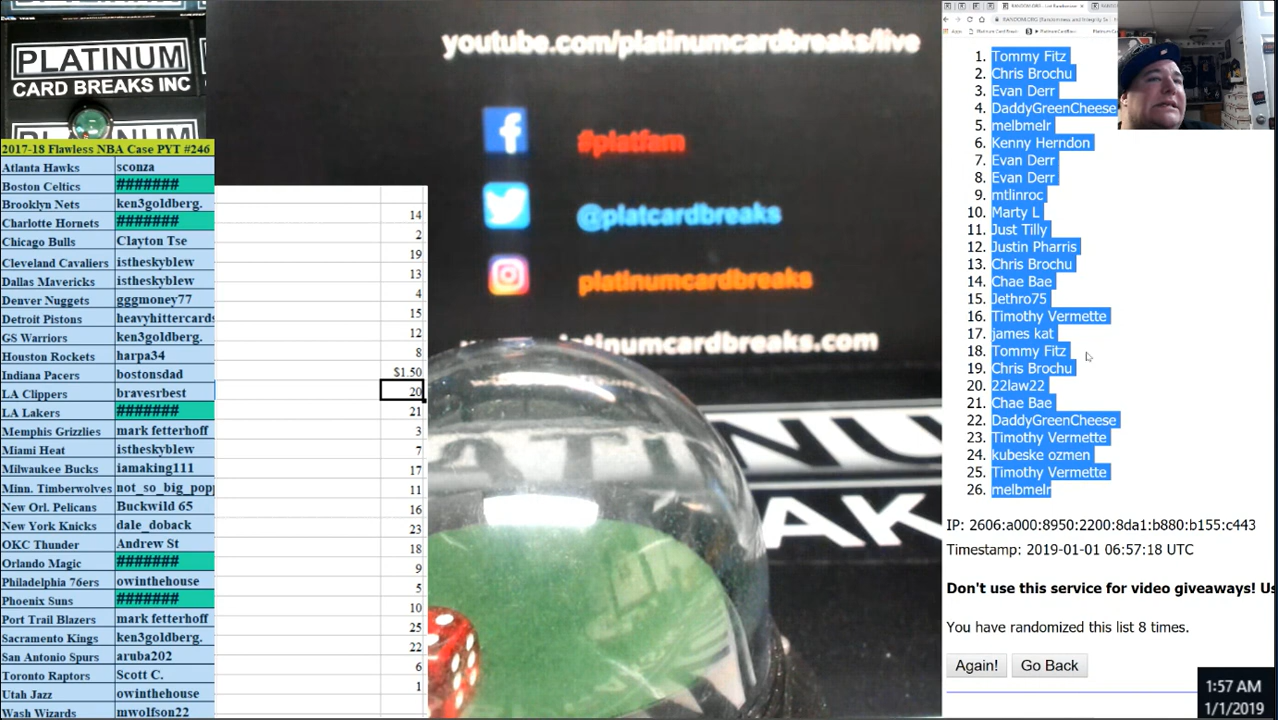 PLATINUM
CARD BREAKS INC
2017-18 Flawless NBA Case PYT #246
Atlanta Hawks sconza
Boston Celtics #######
Brooklyn Nets ken3goldberg.
Charlotte Hornets #######
Chicago Bulls Clayton Tse
Cleveland Cavaliers istheskyblew
Dallas Mavericks istheskyblew
Denver Nuggets gggmoney77
Detroit Pistons heavyhittercards
GS Warriors ken3goldberg.
Houston Rockets harpa34
Indiana Pacers bostonsdad
LA Clippers bravesrbest
LA Lakers #######
Memphis Grizzlies mark fetterhoff
Miami Heat istheskyblew
Milwaukee Bucks iamaking111
Minn. Timberwolves not_so_big_pop
New Orl. Pelicans Buckwild 65
New York Knicks dale_doback
OKC Thunder Andrew St
Orlando Magic #######
Philadelphia 76ers owinthehouse
Phoenix Suns #######
Port Trail Blazers mark fetterhoff
Sacramento Kings ken3goldberg.
San Antonio Spurs aruba202
Toronto Raptors Scott C.
Utah Jazz owinthehouse
Wash Wizards mwolfson22
14
2
19
13
4
15
12
8
$1.50
20
21
3
7
17
11
16
23
18
9
5
10
25
22
6
1
youtube.com/platinumcardbreaks/live
#platfam
@platcardbreaks
platinumcardbreaks
platinumcardbreaks.com
1. Tommy Fitz
2. Chris Brochu
3. Evan Derr
4. DaddyGreenCheese
5. melbmelr
6. Kenny Herndon
7. Evan Derr
8. Evan Derr
9. mtlinroc
10. Marty L
11. Just Tilly
12. Justin Pharris
13. Chris Brochu
14. Chae Bae
15. Jethro75
16. Timothy Vermette
17. james kat
18. Tommy Fitz
19. Chris Brochu
20. 22law22
21. Chae Bae
22. DaddyGreenCheese
23. Timothy Vermette
24. kubeske ozmen
25. Timothy Vermette
26. melbmelr
IP: 2606:a000:8950:2200:8da1:b880:b155:c443
Timestamp: 2019-01-01 06:57:18 UTC
Don't use this service for video giveaways! Us
You have randomized this list 8 times.
Again! Go Back
1:57 AM
1/1/2019